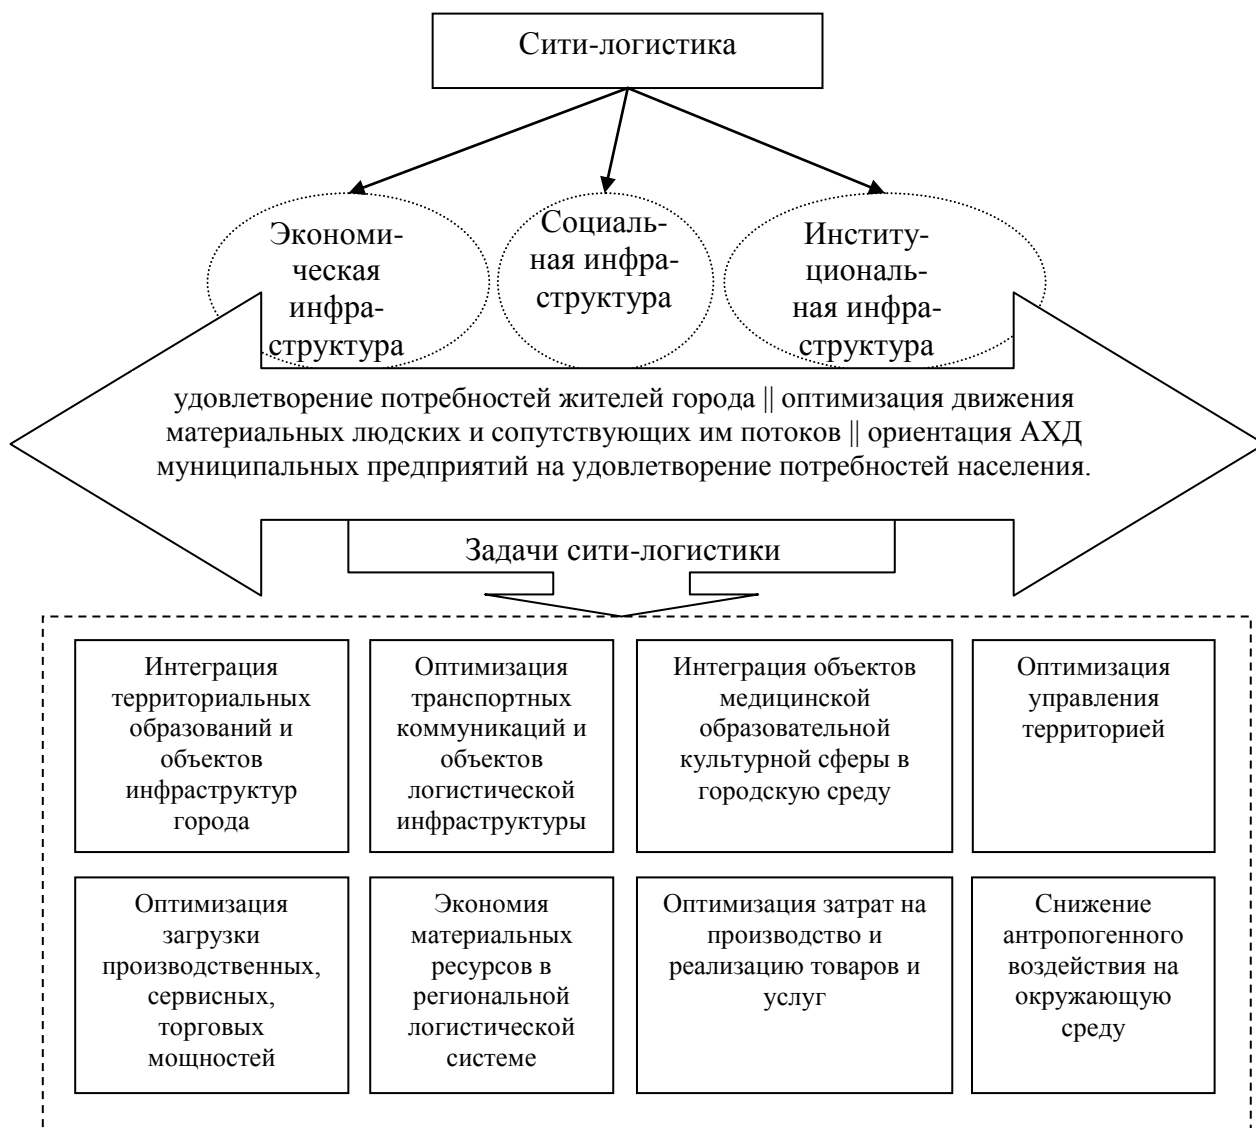 Сити-логистика
Экономи-
ческая
инфра-
структура
Социаль-
ная инфра-
структура
Институ-
циональ-
ная инфра-
структура
удовлетворение потребностей жителей города || оптимизация движения
материальных людских и сопутствующих им потоков || ориентация АХД
муниципальных предприятий на удовлетворение потребностей населения.
Задачи сити-логистики
Интеграция
территориальных
образований и
объектов
инфраструктур
города
Оптимизация
транспортных
коммуникаций и
объектов
логистической
инфраструктуры
Интеграция объектов
медицинской
образовательной
культурной сферы в
городскую среду
Оптимизация
управления
территорией
Оптимизация
загрузки
производственных,
сервисных,
торговых
мощностей
Экономия
материальных
ресурсов в
региональной
логистической
системе
Оптимизация затрат на
производство и
реализацию товаров и
услуг
Снижение
антропогенного
воздействия на
окружающую
среду